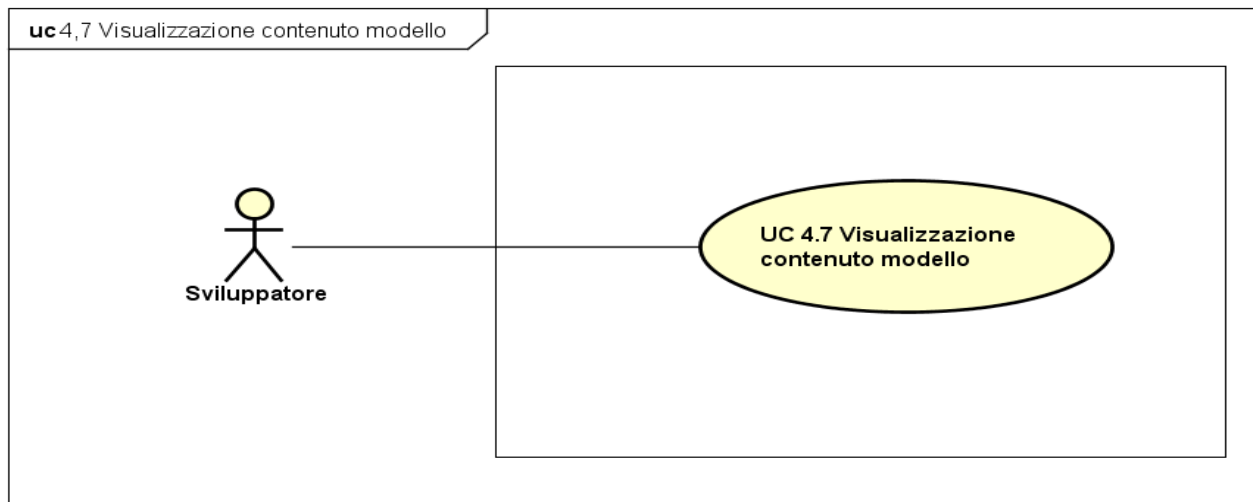 uc 4,7 Visualizzazione contenuto modello
UC 4.7 Visualizzazione
contenuto modello
Sviluppatore